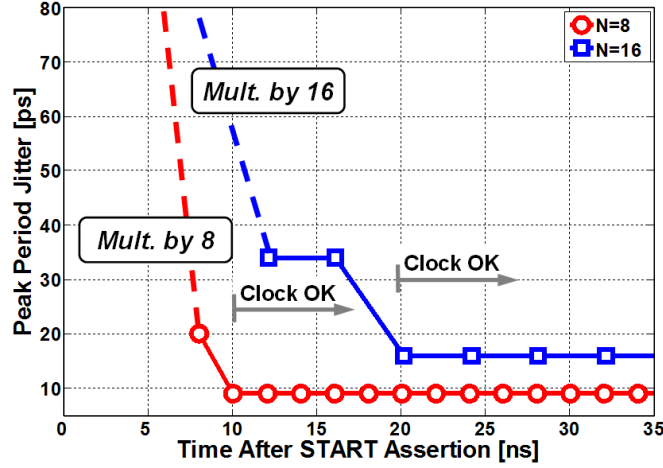 80
70
60
50
40
30
20
10
Peak Period Jitter [ps]
N=8
N=16
Mult. by 16
Mult. by 8
Clock OK
Clock OK
0 5 10 15 20 25 30 35
Time After START Assertion [ns]